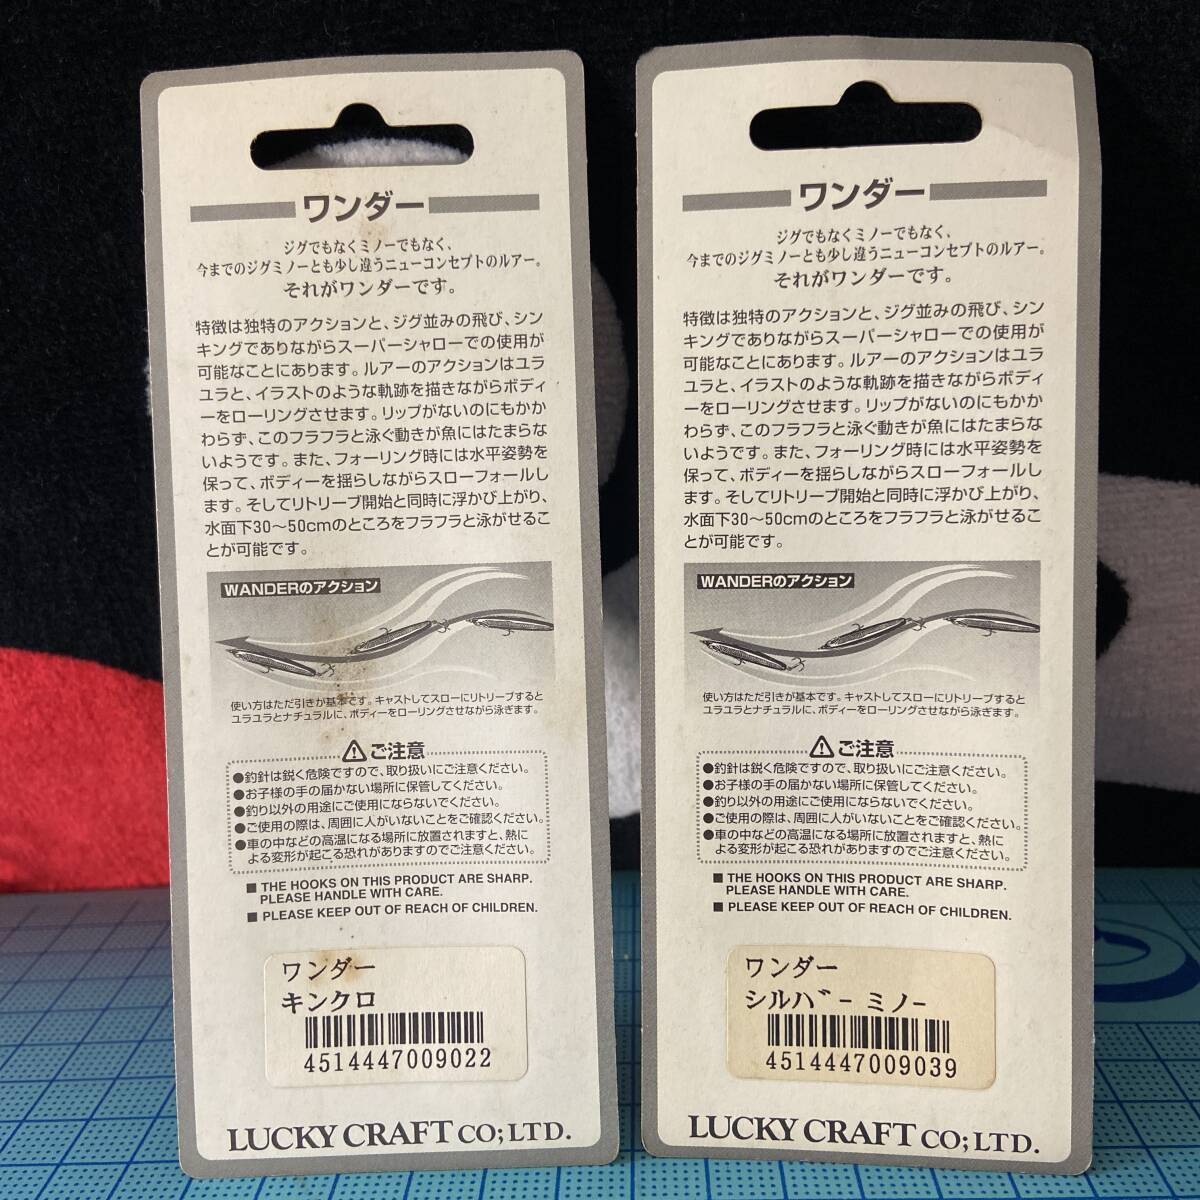 ワンダー
ジグでもなくミノーでもなく、
今までのジグミノーとも少し違うニューコンセプトのルアー。
それがワンダーです。
特徴は独特のアクションと、ジグ並みの飛び、シン
キングでありながらスーパーシャローでの使用が
可能なことにあります。ルアーのアクションはユラ
ユラと、イラストのような軌跡を描きながらボディ
ーをローリングさせます。リップがないのにもかか
わらず、このフラフラと泳ぐ動きが魚にはたまらな
いようです。また、フォーリング時には水平姿勢を
保って、ボディーを揺らしながらスローフォールし
ます。そしてリトリーブ開始と同時に浮かび上がり、
水面下30〜50cmのところをフラフラと泳がせるこ
とが可能です。
WANDERのアクション
使い方はただ引きが基本です。キャストしてスローにリトリーブすると
ユラユラとナチュラルに、ボディーをローリングさせながら泳ぎます。
ご注意
●釣針は鋭く危険ですので、取り扱いにご注意ください。
●お子様の手の届かない場所に保管してください。
●釣り以外の用途にご使用にならないでください。
●ご使用の際は、周囲に人がいないことをご確認ください。
●車の中などの高温になる場所に放置されますと、熱に
よる変形が起こる恐れがありますのでご注意ください。
■ THE HOOKS ON THIS PRODUCT ARE SHARP.
PLEASE HANDLE WITH CARE.
■ PLEASE KEEP OUT OF REACH OF CHILDREN.
ワンダー
キンクロ
4514447009022
LUCKY CRAFT CO;LTD.
ワンダー
ジグでもなくミノーでもなく、
今までのジグミノーとも少し違うニューコンセプトのルアー。
それがワンダーです。
特徴は独特のアクションと、ジグ並みの飛び、シン
キングでありながらスーパーシャローでの使用が
可能なことにあります。ルアーのアクションはユラ
ユラと、イラストのような軌跡を描きながらボディ
ーをローリングさせます。リップがないのにもかか
わらず、このフラフラと泳ぐ動きが魚にはたまらな
いようです。また、フォーリング時には水平姿勢を
保って、ボディーを揺らしながらスローフォールし
ます。そしてリトリーブ開始と同時に浮かび上がり、
水面下30〜50cmのところをフラフラと泳がせるこ
とが可能です。
WANDERのアクション
使い方はただ引きが基本です。キャストしてスローにリトリーブすると
ユラユラとナチュラルに、ボディーをローリングさせながら泳ぎます。
ご注意
●釣針は鋭く危険ですので、取り扱いにご注意ください。
●お子様の手の届かない場所に保管してください。
●釣り以外の用途にご使用にならないでください。
●ご使用の際は、周囲に人がいないことをご確認ください。
●車の中などの高温になる場所に放置されますと、熱に
よる変形が起こる恐れがありますのでご注意ください。
■ THE HOOKS ON THIS PRODUCT ARE SHARP.
PLEASE HANDLE WITH CARE.
■ PLEASE KEEP OUT OF REACH OF CHILDREN.
ワンダー
シルバーミノー
4514447009039
LUCKY CRAFT CO;LTD.